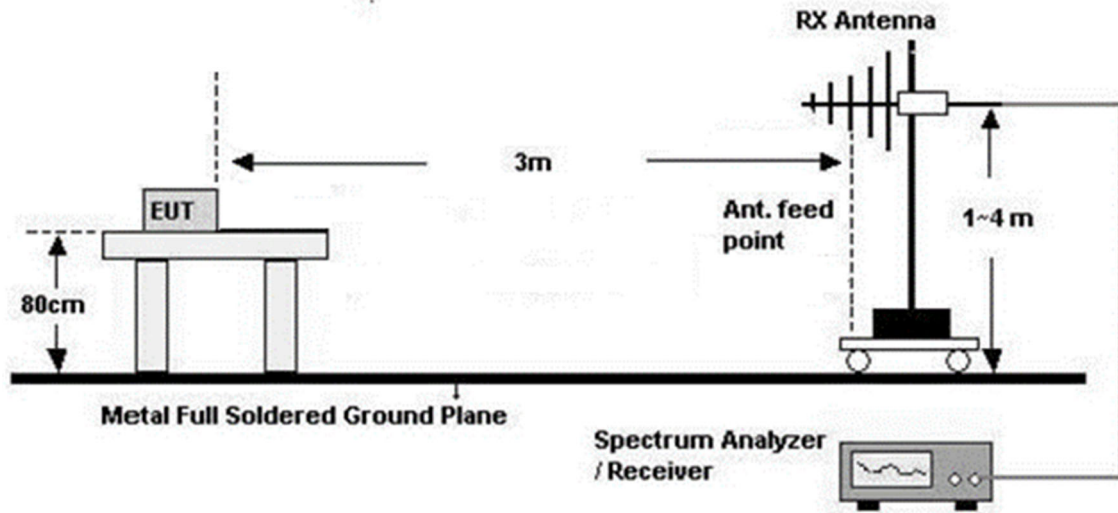 RX Antenna
3m
EUT
Ant. feed
point
1~4 m
80cm
Metal Full Soldered Ground Plane
Spectrum Analyzer
/ Receiver